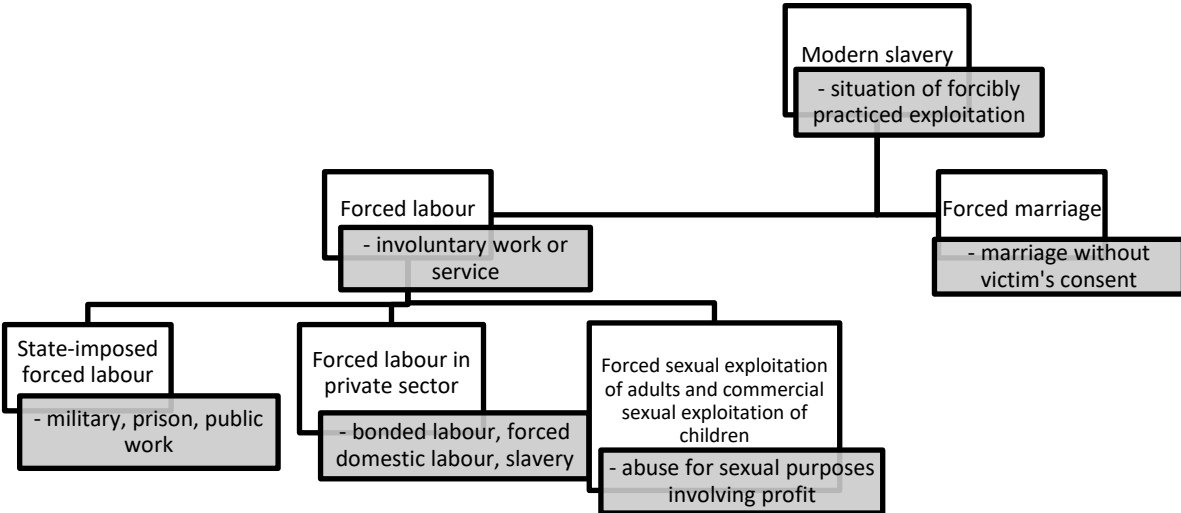 Modern slavery
- situation of forcibly
practiced exploitation
Forced labour
- involuntary work or
service
Forced marriage
- marriage without
victim's consent
State-imposed
forced labour
- military, prison, public
work
Forced labour in
private sector
- bonded labour, forced
domestic labour, slavery
Forced sexual exploitation
of adults and commercial
sexual exploitation of
children
- abuse for sexual purposes
involving profit